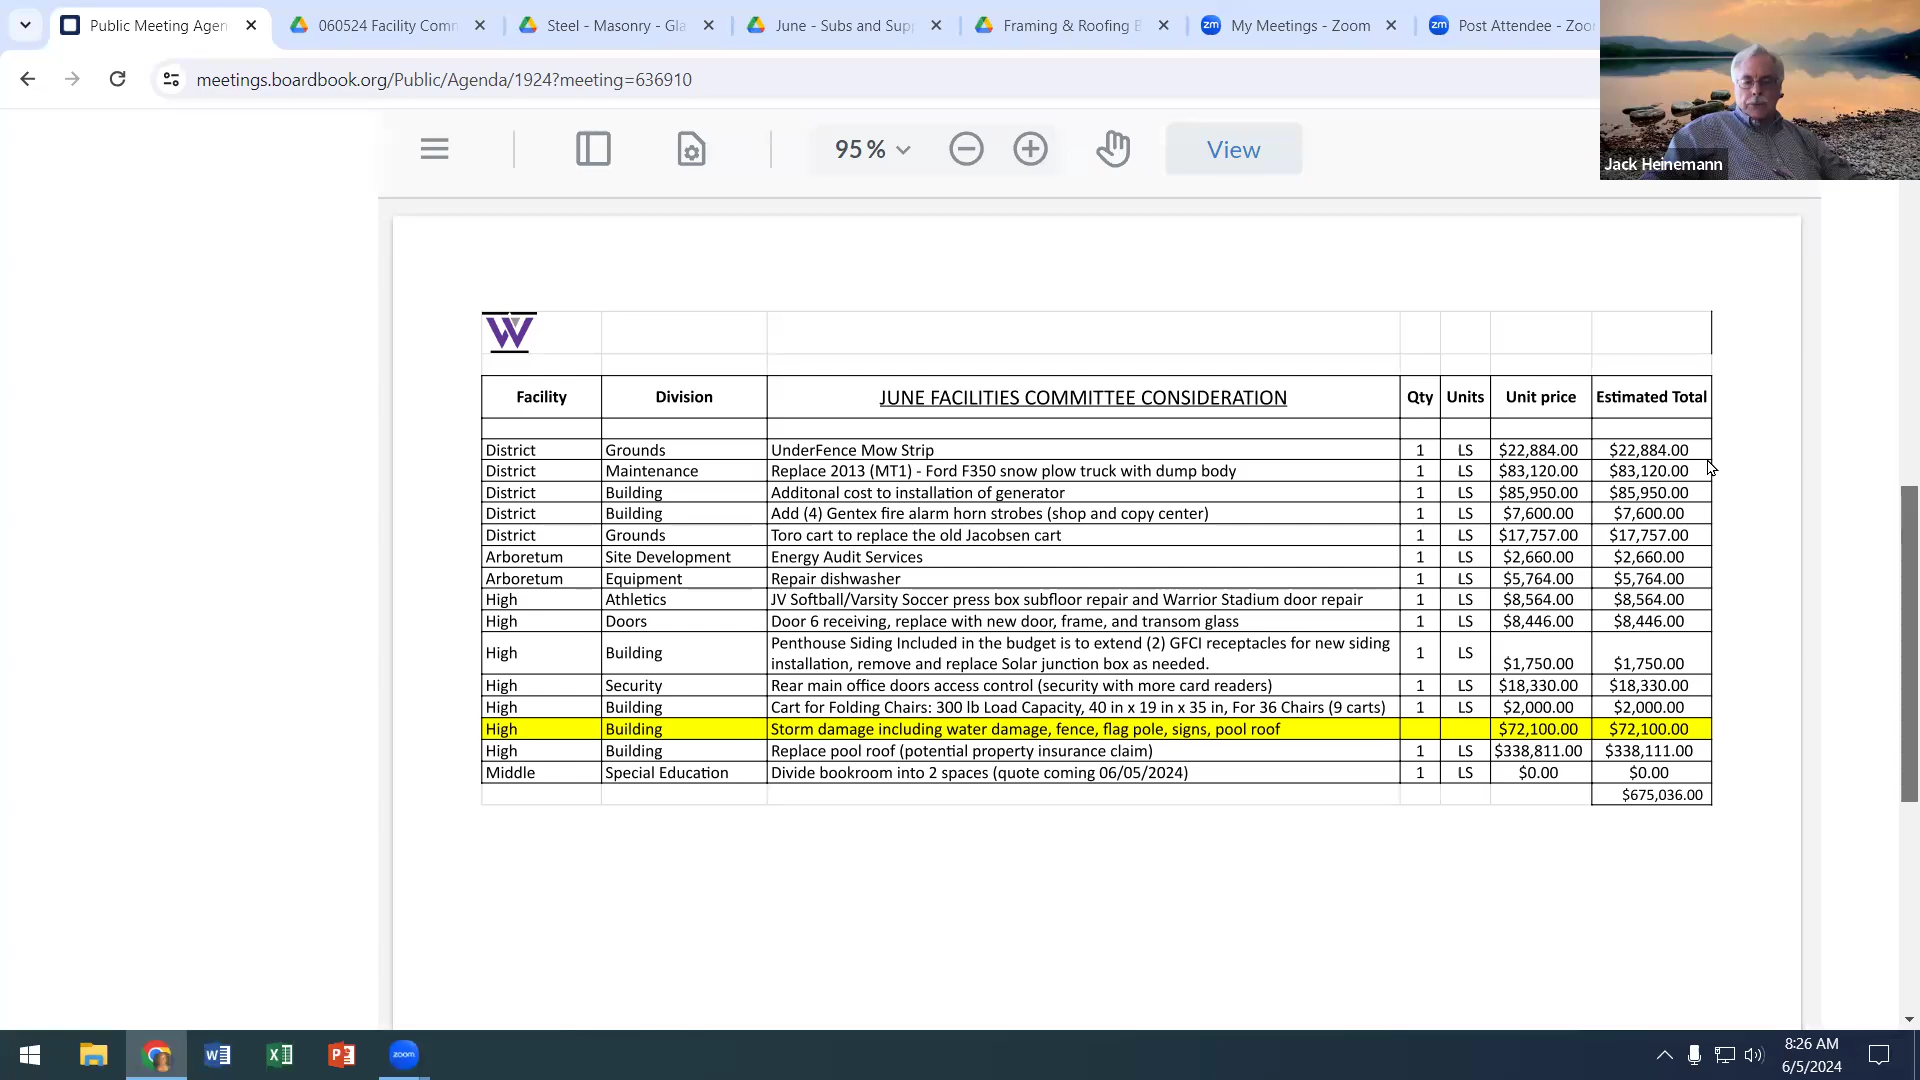 Public Meeting Agen
060524 Facility Com
Steel - Masonry - Gla
June - Subs and Supp
Framing & Roofing B
zm My Meetings - Zoom
zm Post Attendee - Zoo
meetings.boardbook.org/Public/Agenda/1924?meeting=636910
95%
View
Jack Heinemann
W
Facility Division JUNE FACILITIES COMMITTEE CONSIDERATION Qty Units Unit price Estimated Total
District Grounds UnderFence Mow Strip 1 LS $22,884.00 $22,884.00
District Maintenance Replace 2013 (MT1) - Ford F350 snow plow truck with dump body 1 LS $83,120.00 $83,120.00
District Building Additonal cost to installation of generator 1 LS $85,950.00 $85,950.00
District Building Add (4) Gentex fire alarm horn strobes (shop and copy center) 1 LS $7,600.00 $7,600.00
District Grounds Toro cart to replace the old Jacobsen cart 1 LS $17,757.00 $17,757.00
Arboretum Site Development Energy Audit Services 1 LS $2,660.00 $2,660.00
Arboretum Equipment Repair dishwasher 1 LS $5,764.00 $5,764.00
High Athletics JV Softball/Varsity Soccer press box subfloor repair and Warrior Stadium door repair 1 LS $8,564.00 $8,564.00
High Doors Door 6 receiving, replace with new door, frame, and transom glass 1 LS $8,446.00 $8,446.00
High Building Penthouse Siding Included in the budget is to extend (2) GFCI receptacles for new siding
installation, remove and replace Solar junction box as needed. 1 LS $1,750.00 $1,750.00
High Security Rear main office doors access control (security with more card readers) 1 LS $18,330.00 $18,330.00
High Building Cart for Folding Chairs: 300 lb Load Capacity, 40 in x 19 in x 35 in, For 36 Chairs (9 carts) 1 LS $2,000.00 $2,000.00
High Building Storm damage including water damage, fence, flag pole, signs, pool roof $72,100.00 $72,100.00
High Building Replace pool roof (potential property insurance claim) 1 LS $338,811.00 $338,111.00
Middle Special Education Divide bookroom into 2 spaces (quote coming 06/05/2024) 1 LS $0.00 $0.00
$675,036.00
zoom
8:26 AM
6/5/2024